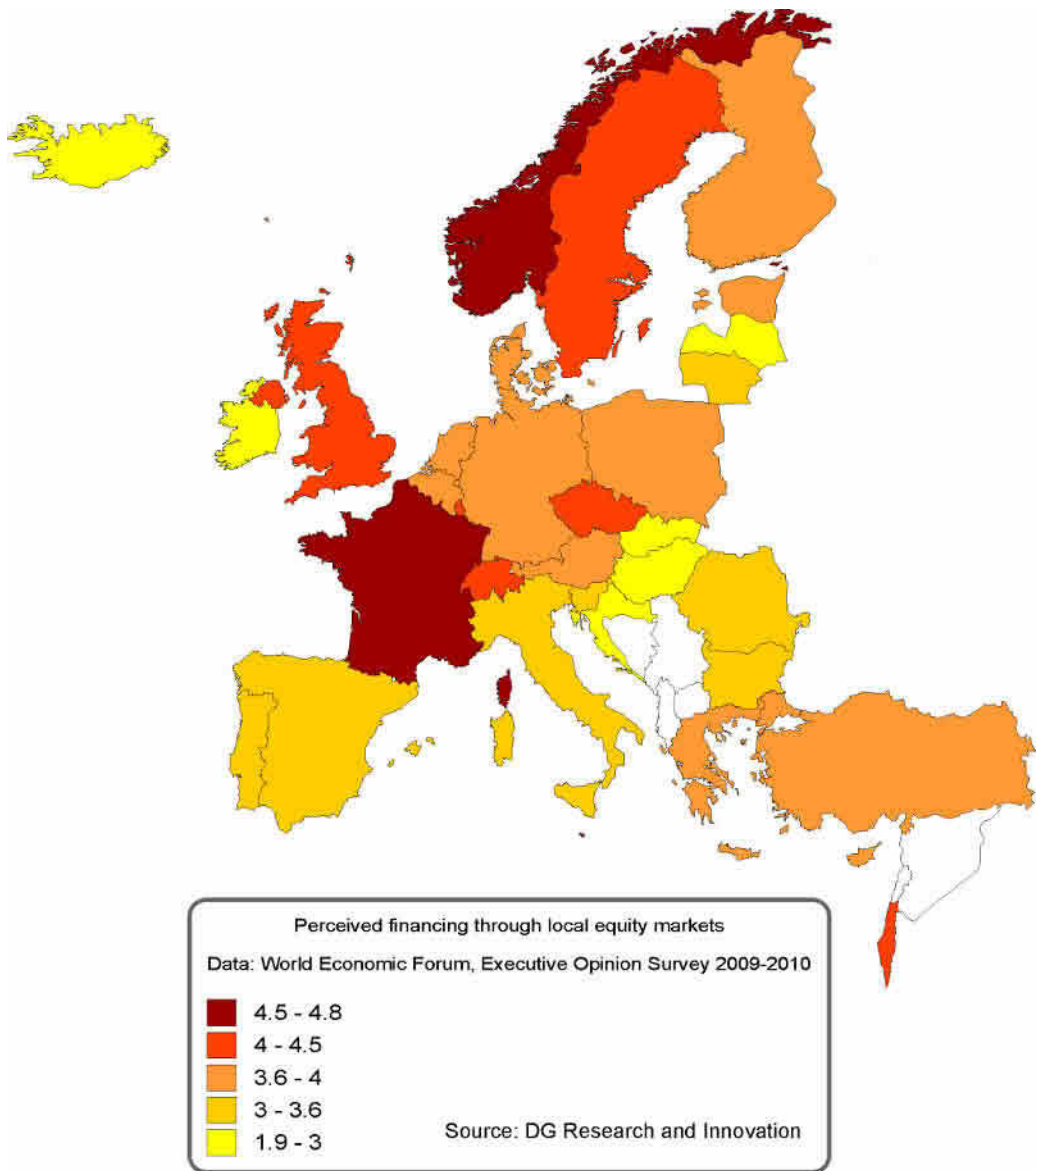 Perceived financing through local equity markets
Data: World Economic Forum, Executive Opinion Survey 2009-2010
4.5 - 4.8
4 - 4.5
3.6 - 4
3 - 3.6
1.9 - 3
Source: DG Research and Innovation